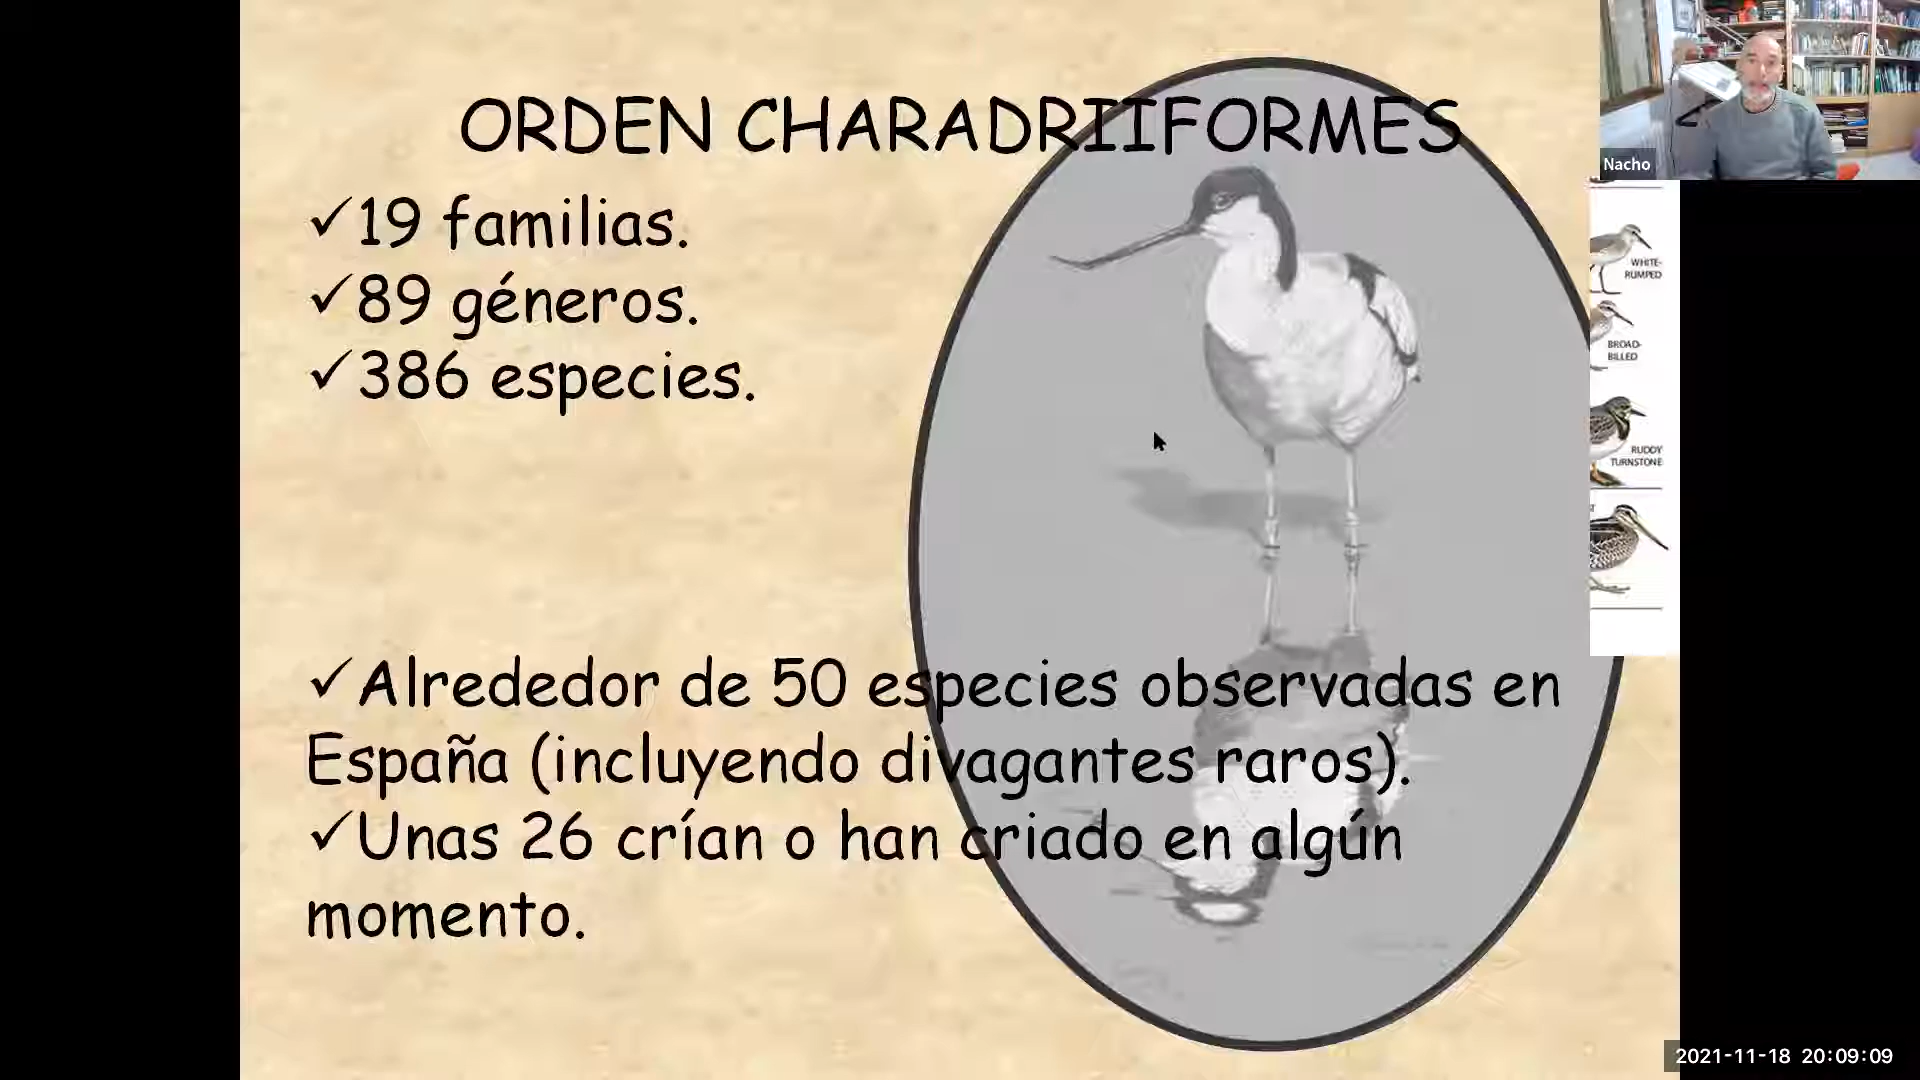 ORDEN CHARADRIIFORMES
✓19 familias.
✓89 géneros.
✓386 especies.
✓Alrededor de 50 especies observadas en
España (incluyendo divagantes raros).
✓Unas 26 crían o han criado en algún
momento.
Nacho
WHITE-
RUMPED
BROAD-
BILLED
RUDDY
TURNSTONE
2021-11-18 20:09:09